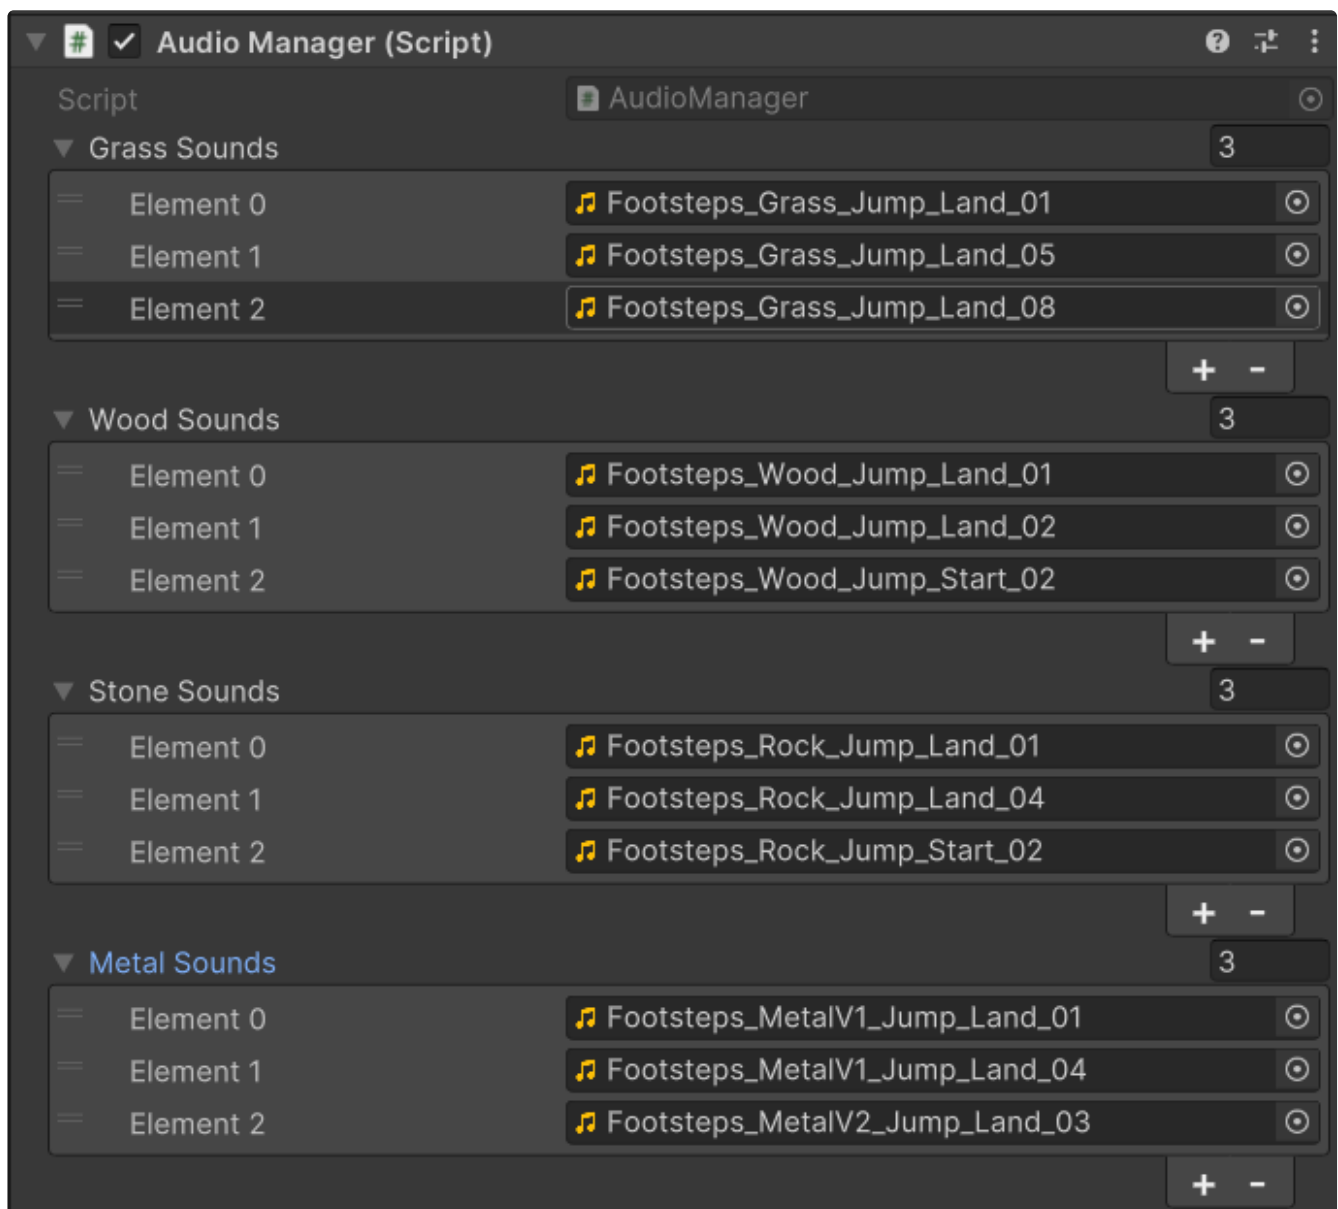 Audio Manager (Script)
Script AudioManager
Grass Sounds 3
Element 0 Footsteps_Grass_Jump_Land_01
Element 1 Footsteps_Grass_Jump_Land_05
Element 2 Footsteps_Grass_Jump_Land_08
+ -
Wood Sounds 3
Element 0 Footsteps_Wood_Jump_Land_01
Element 1 Footsteps_Wood_Jump_Land_02
Element 2 Footsteps_Wood_Jump_Start_02
+ -
Stone Sounds 3
Element 0 Footsteps_Rock_Jump_Land_01
Element 1 Footsteps_Rock_Jump_Land_04
Element 2 Footsteps_Rock_Jump_Start_02
+ -
Metal Sounds 3
Element 0 Footsteps_MetalV1_Jump_Land_01
Element 1 Footsteps_MetalV1_Jump_Land_04
Element 2 Footsteps_MetalV2_Jump_Land_03
+ -